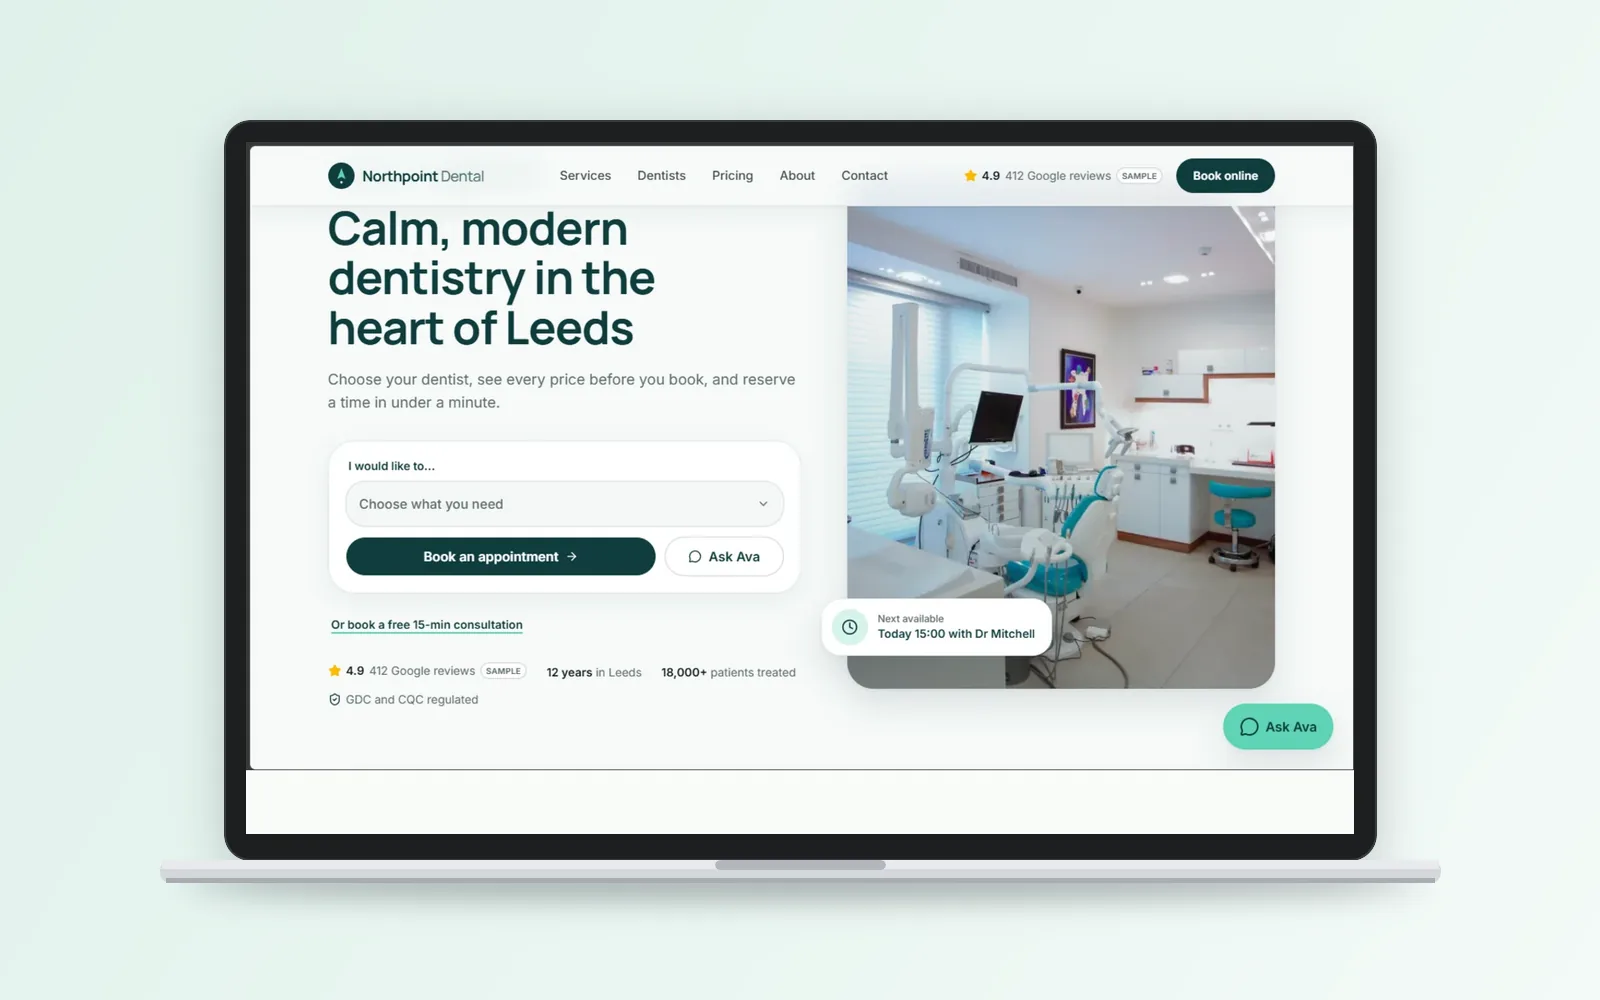 Northpoint Dental
Services
Dentists
Pricing
About
Contact
4.9 412 Google reviews SAMPLE
Book online
Calm, modern
dentistry in the
heart of Leeds
Choose your dentist, see every price before you book, and reserve
a time in under a minute.
I would like to...
Choose what you need
Book an appointment →
Ask Ava
Or book a free 15-min consultation
4.9 412 Google reviews SAMPLE
12 years in Leeds
18,000+ patients treated
GDC and CQC regulated
Next available
Today 15:00 with Dr Mitchell
Ask Ava